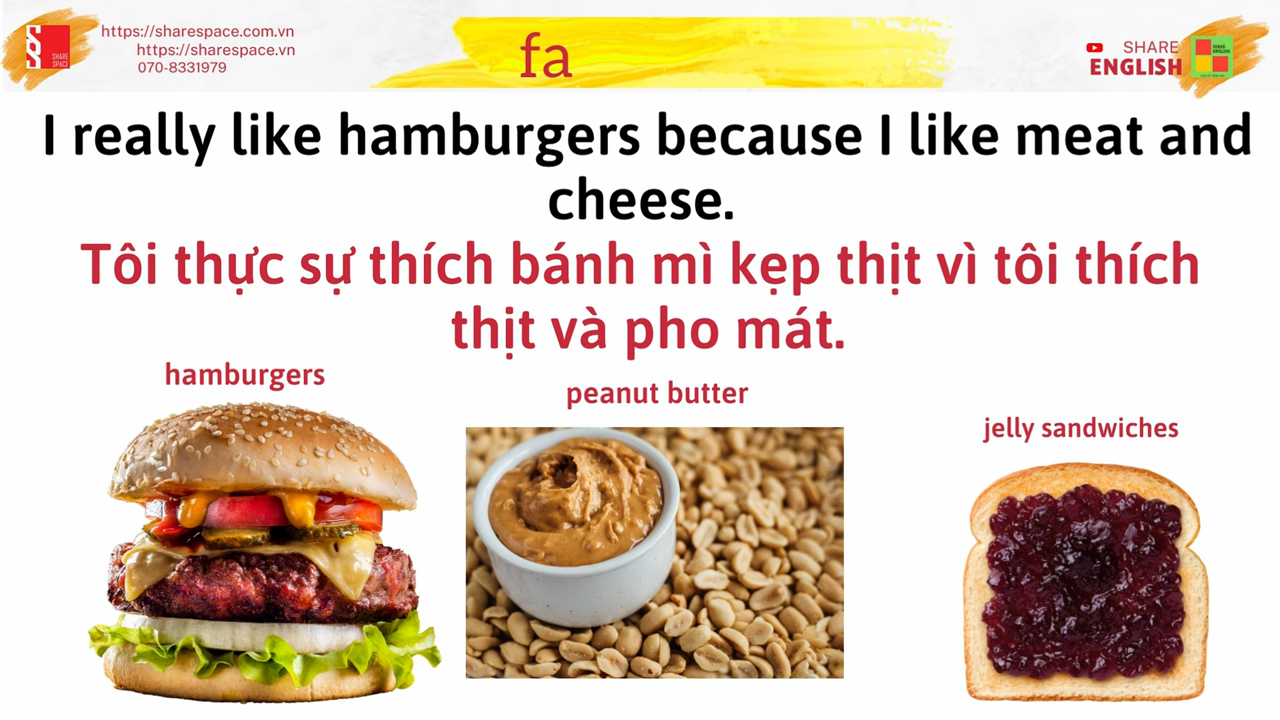 https://sharespace.com.vn
https://sharespace.vn
070-8331979
SHARE
SPACE
fa
SHARE
ENGLISH
I really like hamburgers because I like meat and
cheese.
Tôi thực sự thích bánh mì kẹp thịt vì tôi thích
thịt và pho mát.
hamburgers
peanut butter
jelly sandwiches